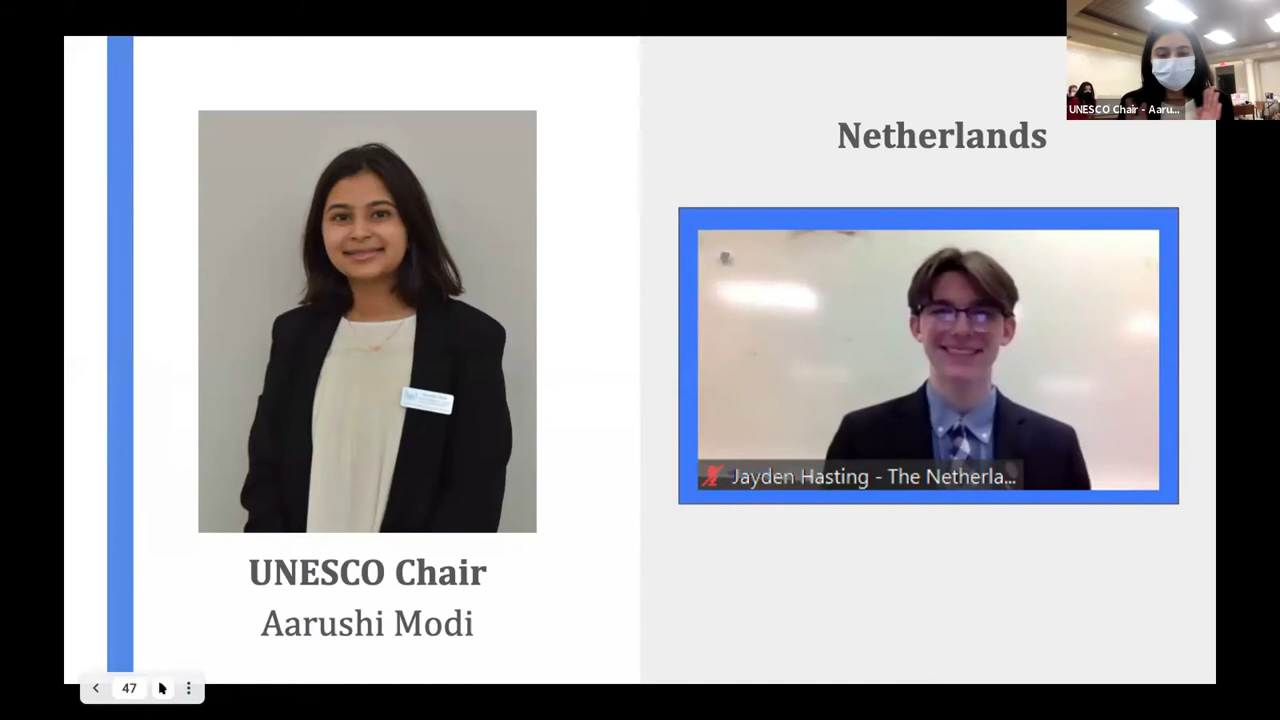 UNESCO Chair - Aaru...
Netherlands
Jayden Hasting - The Netherla...
UNESCO Chair
Aarushi Modi
47